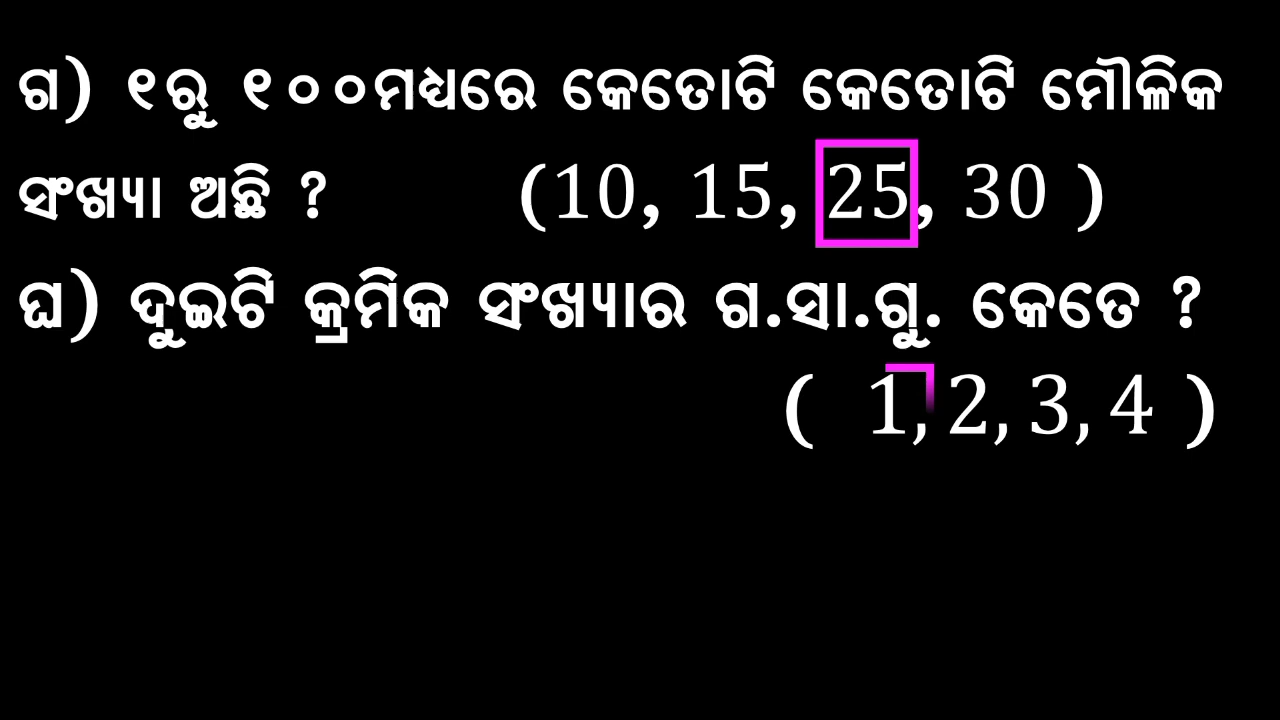 ଗ) ୧ରୁ ୧୦୦ମଧ୍ୟରେ କେତୋଟି କେତୋଟି ମୌଳିକ
ସଂଖ୍ୟା ଅଛି ? (10, 15, 25, 30 )
ଘ) ଦୁଇଟି କ୍ରମିକ ସଂଖ୍ୟାର ଗ.ସା.ଗୁ. କେତେ ?
( 1, 2, 3, 4 )